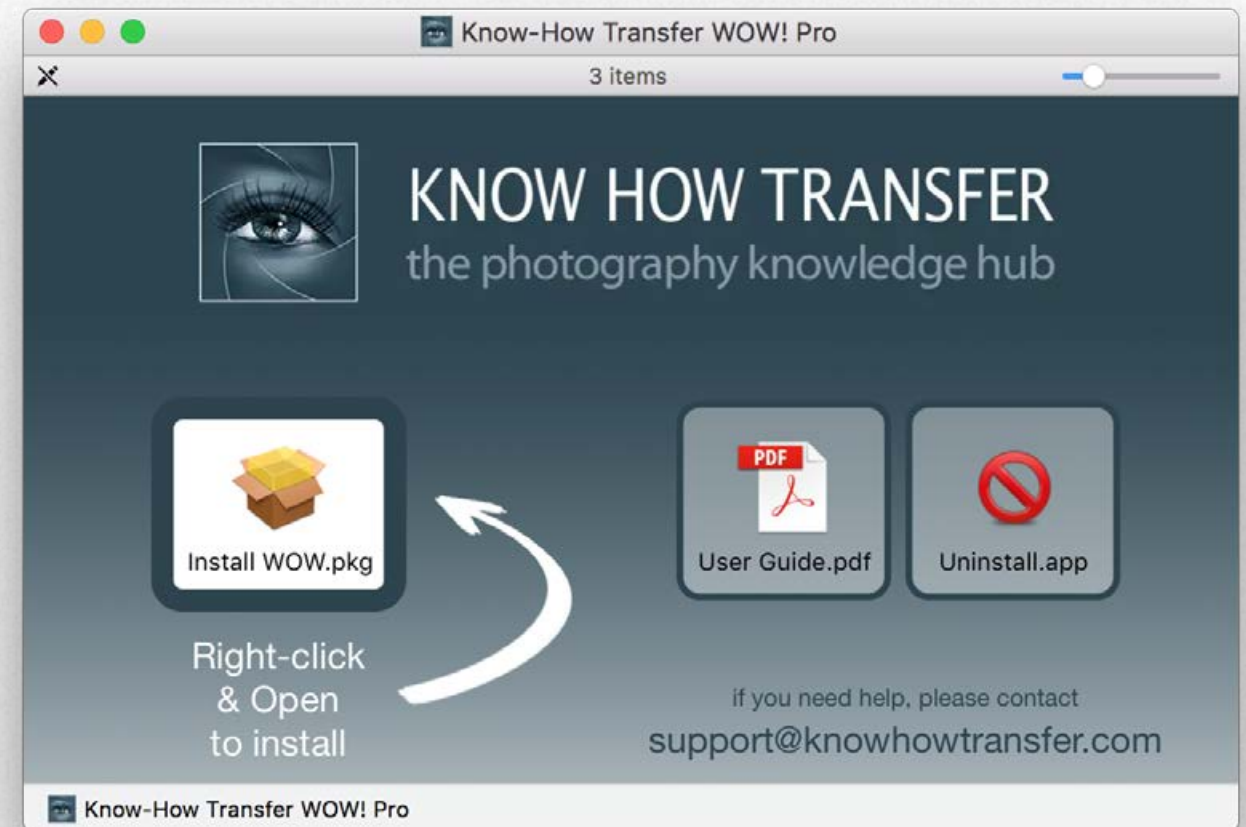 Know-How Transfer WOW! Pro
3 items
KNOW HOW TRANSFER
the photography knowledge hub
PDF
Install WOW.pkg
User Guide.pdf
Uninstall.app
Right-click
& Open
to install
if you need help, please contact
support@knowhowtransfer.com
Know-How Transfer WOW! Pro